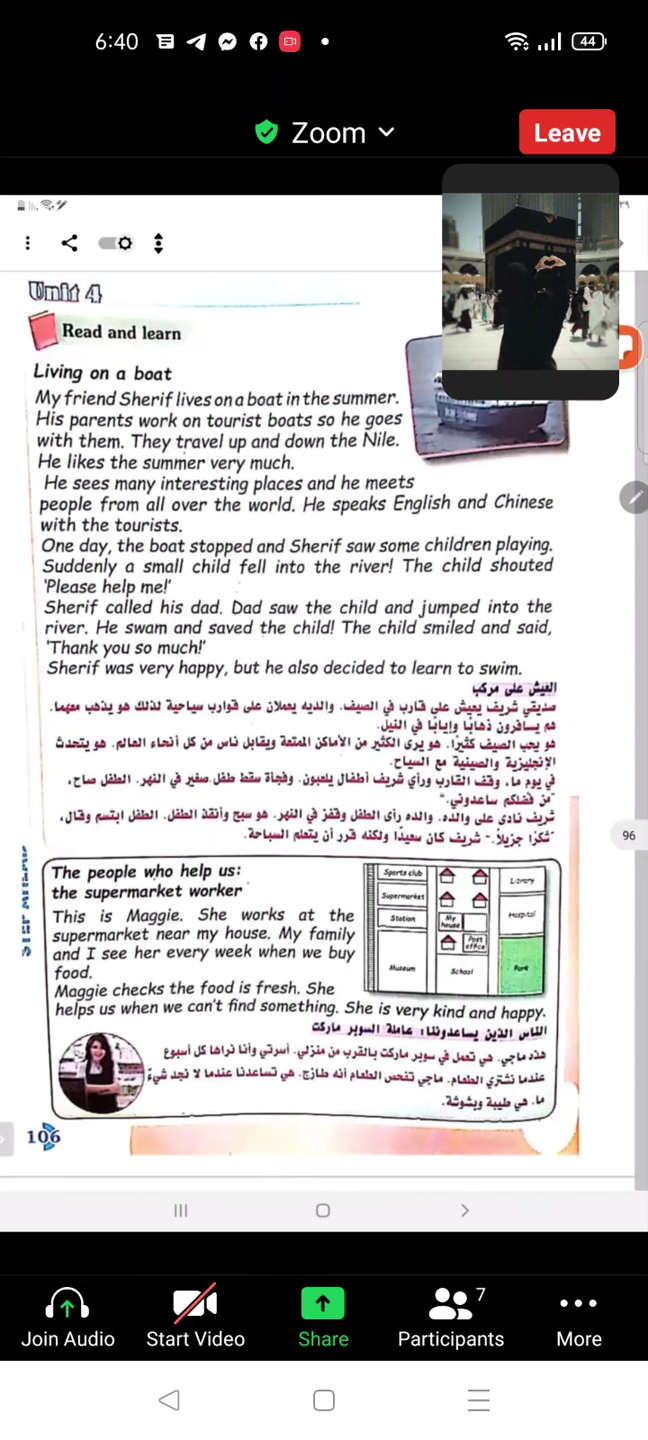 6:40
44
Zoom
Leave
٢٩
Unit 4
Read and learn
Living on a boat
My friend Sherif lives on a boat in the summer.
His parents work on tourist boats so he goes
with them. They travel up and down the Nile.
He likes the summer very much.
He sees many interesting places and he meets
people from all over the world. He speaks English and Chinese
with the tourists.
One day, the boat stopped and Sherif saw some children playing.
Suddenly a small child fell into the river! The child shouted
'Please help me!'
Sherif called his dad. Dad saw the child and jumped into the
river. He swam and saved the child! The child smiled and said,
'Thank you so much!'
Sherif was very happy, but he also decided to learn to swim.
العيش على مركب
صديقي شريف يعيش على قارب في الصيف. والديه يعملان على قوارب سياحية لذلك هو يذهب معهما.
هم يسافرون ذهابًا وإيابًا في النيل.
هو يحب الصيف كثيرًا. هو يرى الكثير من الأماكن الممتعة ويقابل ناس من كل أنحاء العالم. هو يتحدث
الإنجليزية والصينية مع السياح.
في يوم ما، وقف القارب ورأي شريف أطفال يلعبون. وفجأة سقط طفل صغير في النهر. الطفل صاح،
"من فضلكم ساعدوني."
شريف نادى على والده. والده رأى الطفل وقفز في النهر. هو سبح وأنقذ الطفل. الطفل ابتسم وقال،
"شكرًا جزيلاً." شريف كان سعيدًا ولكنه قرر أن يتعلم السباحة.
96
The people who help us:
the supermarket worker
This is Maggie. She works at the
supermarket near my house. My family
and I see her every week when we buy
food.
Maggie checks the food is fresh. She
helps us when we can't find something. She is very kind and happy.
Sports club
Library
Supermarket
Station
My house
Hospital
Post office
Museum
School
Park
الناس الذين يساعدوننا: عاملة السوبر ماركت
هذه ماجي. هي تعمل في سوبر ماركت بالقرب من منزلي. أسرتي وأنا نراها كل أسبوع
عندما نشتري الطعام. ماجي تفحص الطعام أنه طازج. هي تساعدنا عندما لا نجد شيء
ما. هي طيبة وبشوشة.
106
Join Audio
Start Video
Share
Participants
7
More